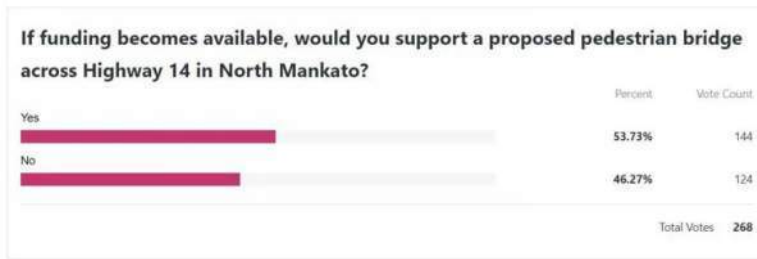 If funding becomes available, would you support a proposed pedestrian bridge
across Highway 14 in North Mankato?
Percent Vote Count
Yes
53.73% 144
No
46.27% 124
Total Votes 268